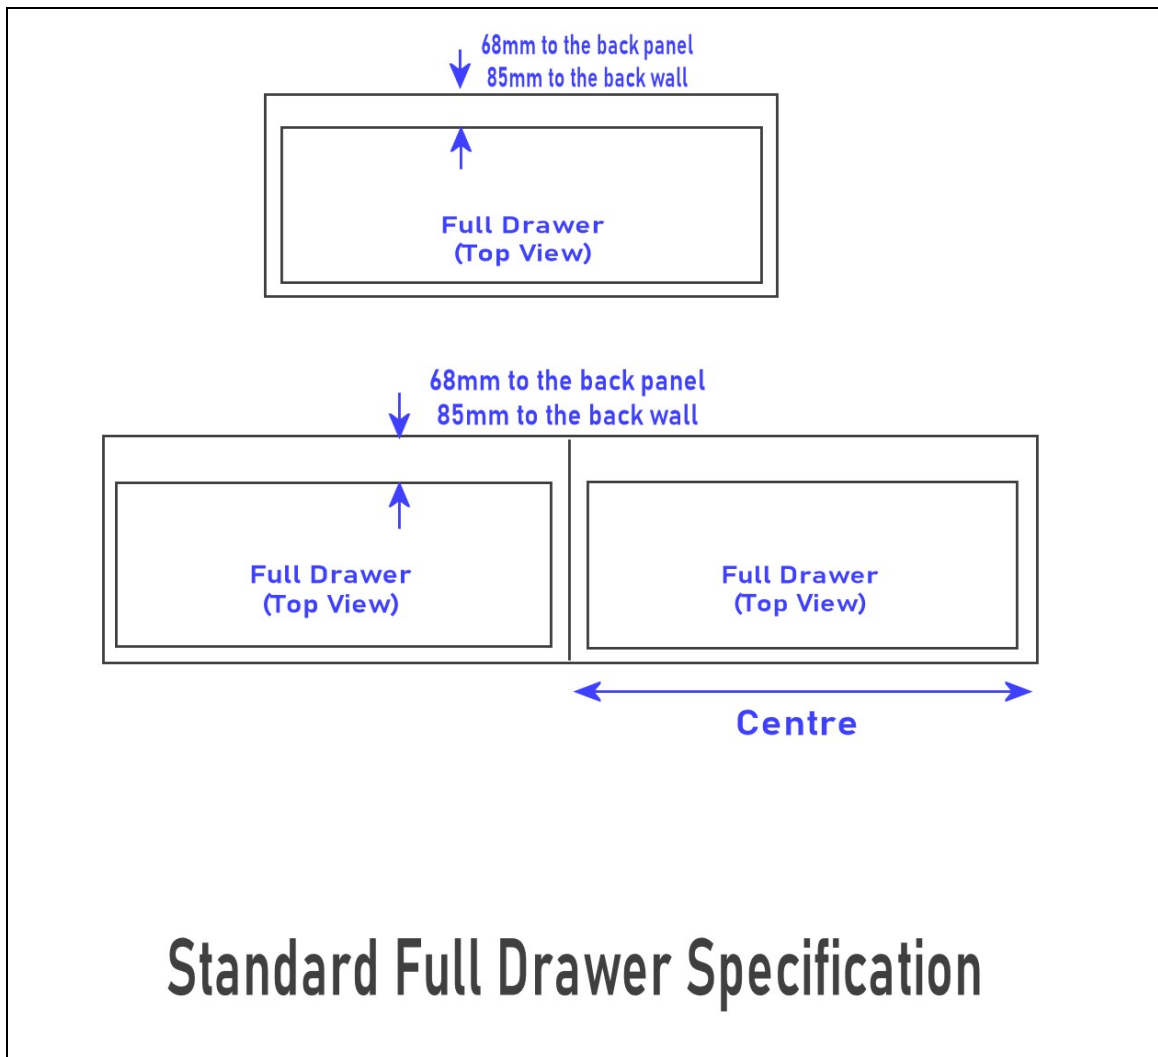 68mm to the back panel
85mm to the back wall
Full Drawer
(Top View)
68mm to the back panel
85mm to the back wall
Full Drawer
(Top View)
Full Drawer
(Top View)
Centre
Standard Full Drawer Specification